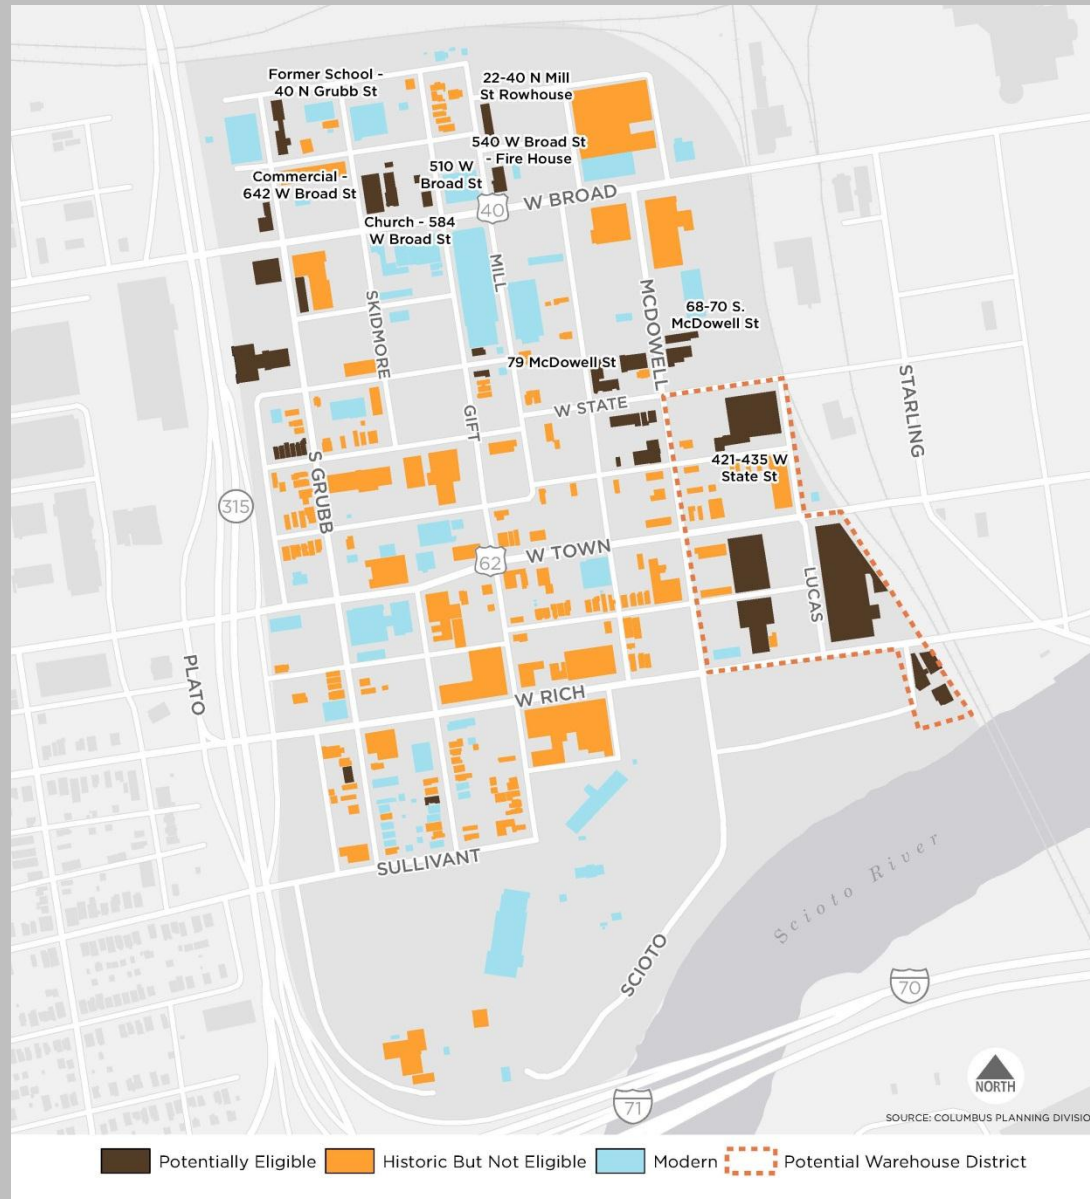 Former School -
40 N Grubb St
22-40 N Mill
St Rowhouse
540 W Broad St
- Fire House
510 W
Broad St
Commercial -
642 W Broad St
Church - 584
W Broad St
40
W BROAD
MILL
SKIDMORE
MCDOWELL
68-70 S.
McDowell St
79 McDowell St
STARLING
GIFT
W STATE
421-435 W
State St
S GRUBB
315
62
W TOWN
LUCAS
PLATO
W RICH
SULLIVANT
SCIOTO
Scioto River
70
71
NORTH
SOURCE: COLUMBUS PLANNING DIVISIO
Potentially Eligible
Historic But Not Eligible
Modern
Potential Warehouse District